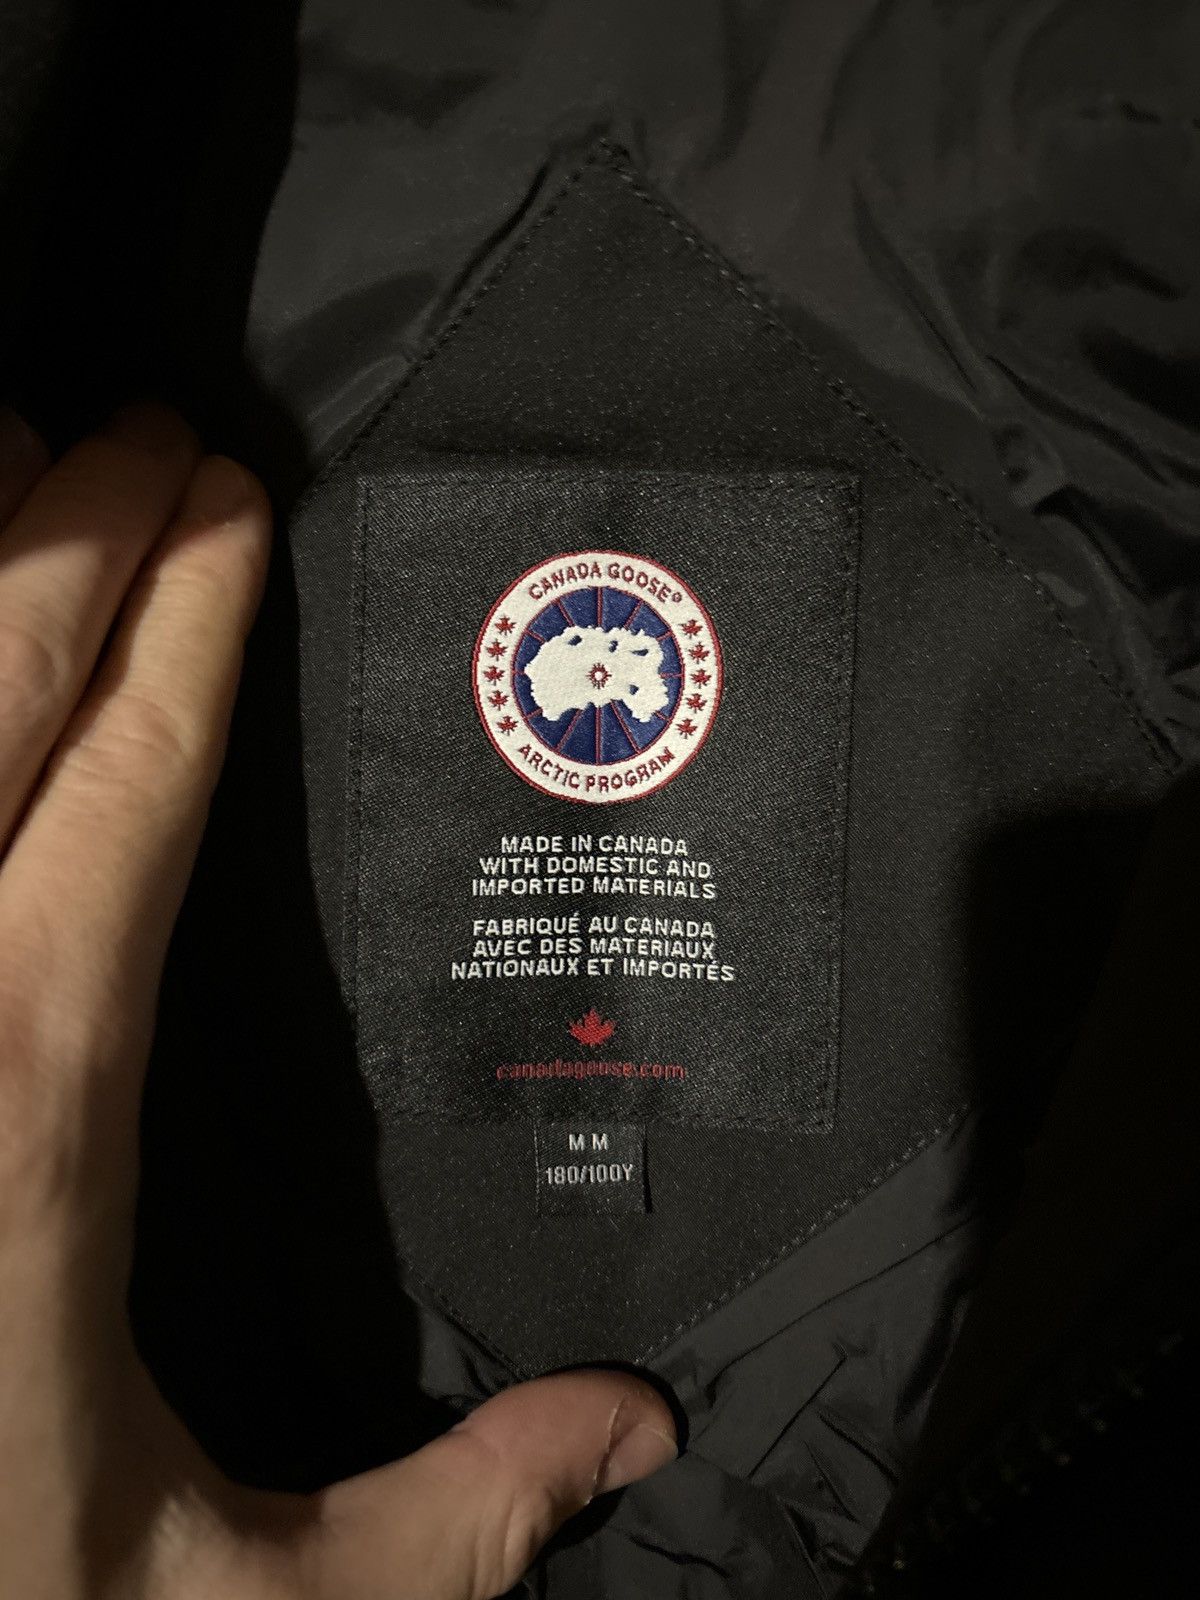 CANADA GOOSE®
ARCTIC PROGRAM
MADE IN CANADA
WITH DOMESTIC AND
IMPORTED MATERIALS
FABRIQUÉ AU CANADA
AVEC DES MATERIAUX
NATIONAUX ET IMPORTÉS
canadagoose.com
M M
180/100Y